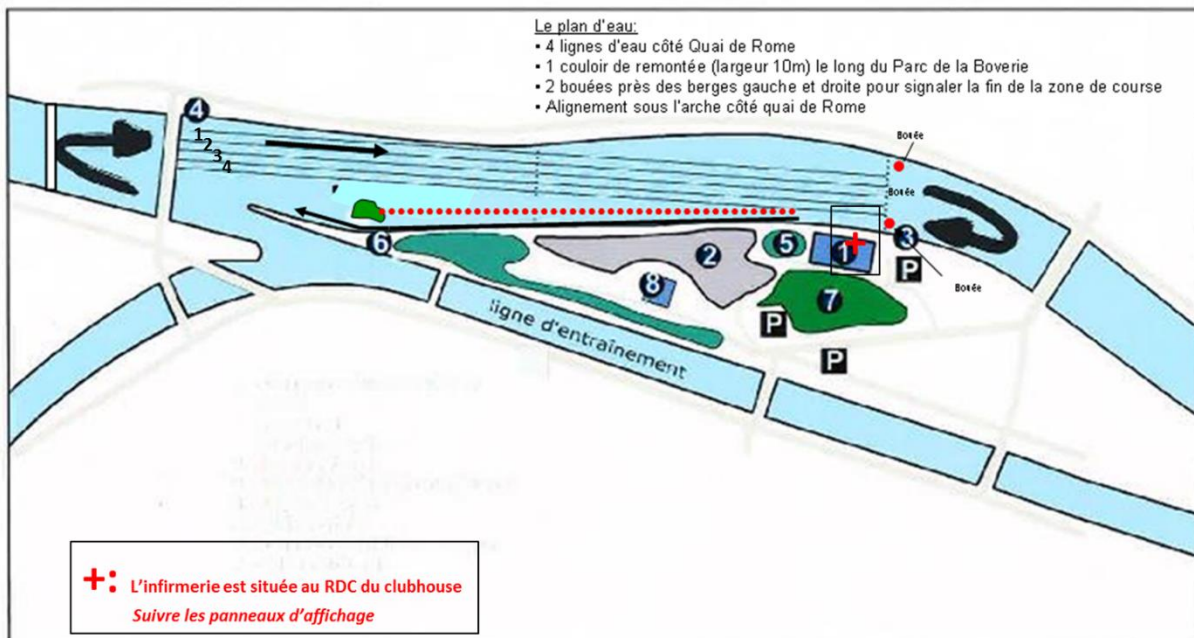 Le plan d'eau:
▪ 4 lignes d'eau côté Quai de Rome
▪ 1 couloir de remontée (largeur 10m) le long du Parc de la Boverie
▪ 2 bouées près des berges gauche et droite pour signaler la fin de la zone de course
▪ Alignement sous l'arche côté quai de Rome
4
1
2
3
4
Bouée
Bouée
3
6
2
5
1
P
Bouée
8
7
P
P
ligne d'entraînement
+: L'infirmerie est située au RDC du clubhouse
Suivre les panneaux d'affichage